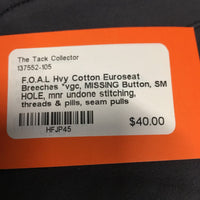 The Tack Collector
137552-105
F.O.A.L Hvy Cotton Euroseat
Breeches *vgc, MISSING Button, SM
HOLE, mnr undone stitching,
threads & pills, seam pulls
HFJP45
$40.00